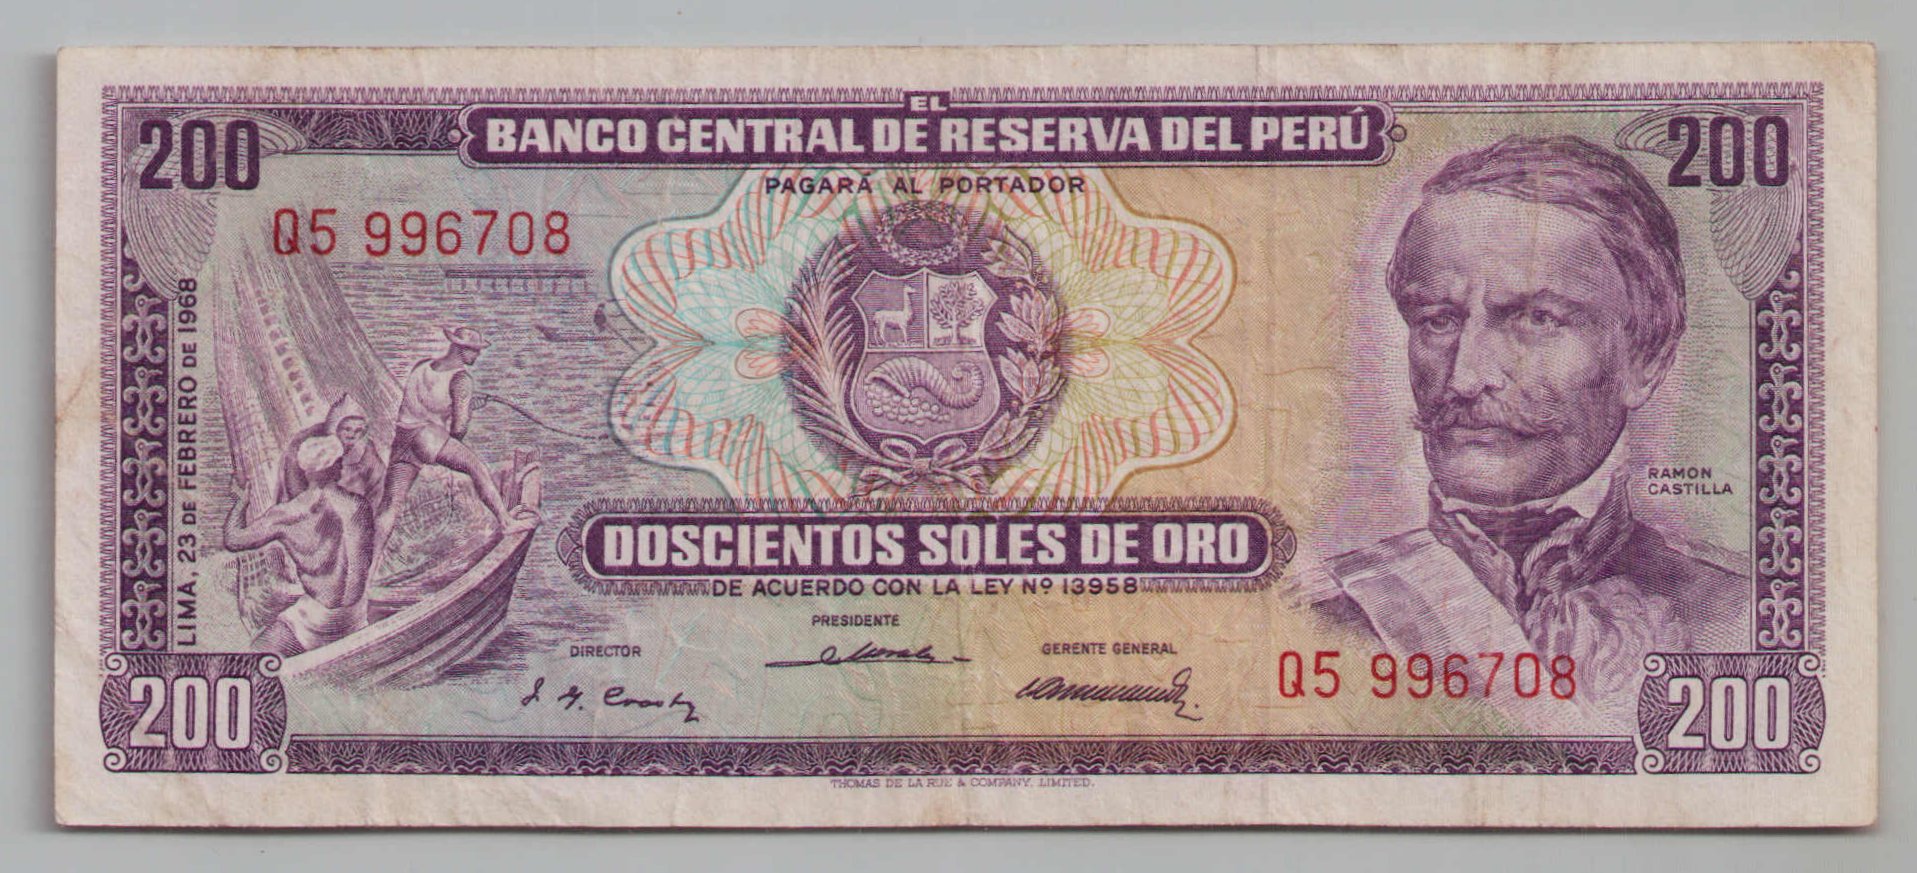 EL
BANCO CENTRAL DE RESERVA DEL PERÚ
200
200
PAGARÁ AL PORTADOR
Q5 996708
LIMA, 23 DE FEBRERO DE 1968
RAMON
CASTILLA
DOSCIENTOS SOLES DE ORO
DE ACUERDO CON LA LEY Nº 13958
PRESIDENTE
DIRECTOR
GERENTE GENERAL
Q5 996708
200
200
THOMAS DE LA RUE & COMPANY, LIMITED.